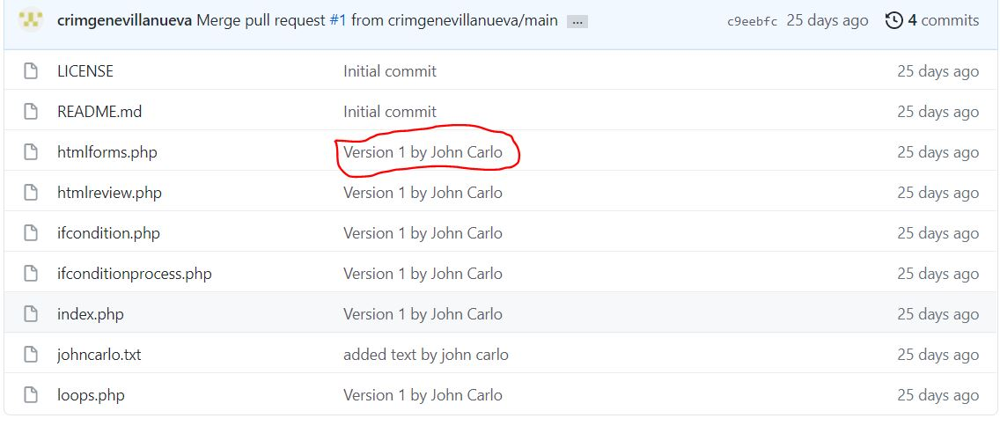 crimgenevillanueva Merge pull request #1 from crimgenevillanueva/main ... c9eebfc 25 days ago 4 commits
LICENSE Initial commit 25 days ago
README.md Initial commit 25 days ago
htmlforms.php Version 1 by John Carlo 25 days ago
htmlreview.php Version 1 by John Carlo 25 days ago
ifcondition.php Version 1 by John Carlo 25 days ago
ifconditionprocess.php Version 1 by John Carlo 25 days ago
index.php Version 1 by John Carlo 25 days ago
johncarlo.txt added text by john carlo 25 days ago
loops.php Version 1 by John Carlo 25 days ago